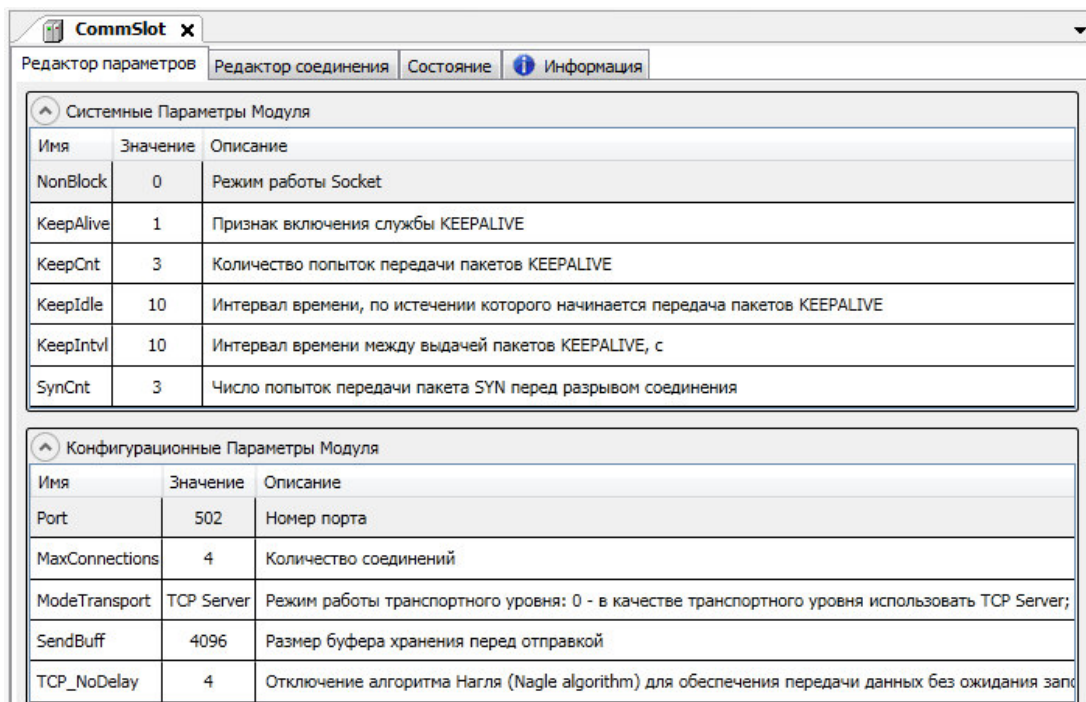 CommSlot
Редактор параметров Редактор соединения Состояние Информация
Системные Параметры Модуля
Имя Значение Описание
NonBlock 0 Режим работы Socket
KeepAlive 1 Признак включения службы KEEPALIVE
KeepCnt 3 Количество попыток передачи пакетов KEEPALIVE
KeepIdle 10 Интервал времени, по истечении которого начинается передача пакетов KEEPALIVE
KeepIntvl 10 Интервал времени между выдачей пакетов KEEPALIVE, с
SynCnt 3 Число попыток передачи пакета SYN перед разрывом соединения
Конфигурационные Параметры Модуля
Имя Значение Описание
Port 502 Номер порта
MaxConnections 4 Количество соединений
ModeTransport TCP Server Режим работы транспортного уровня: 0 - в качестве транспортного уровня использовать TCP Server;
SendBuff 4096 Размер буфера хранения перед отправкой
TCP_NoDelay 4 Отключение алгоритма Нагля (Nagle algorithm) для обеспечения передачи данных без ожидания